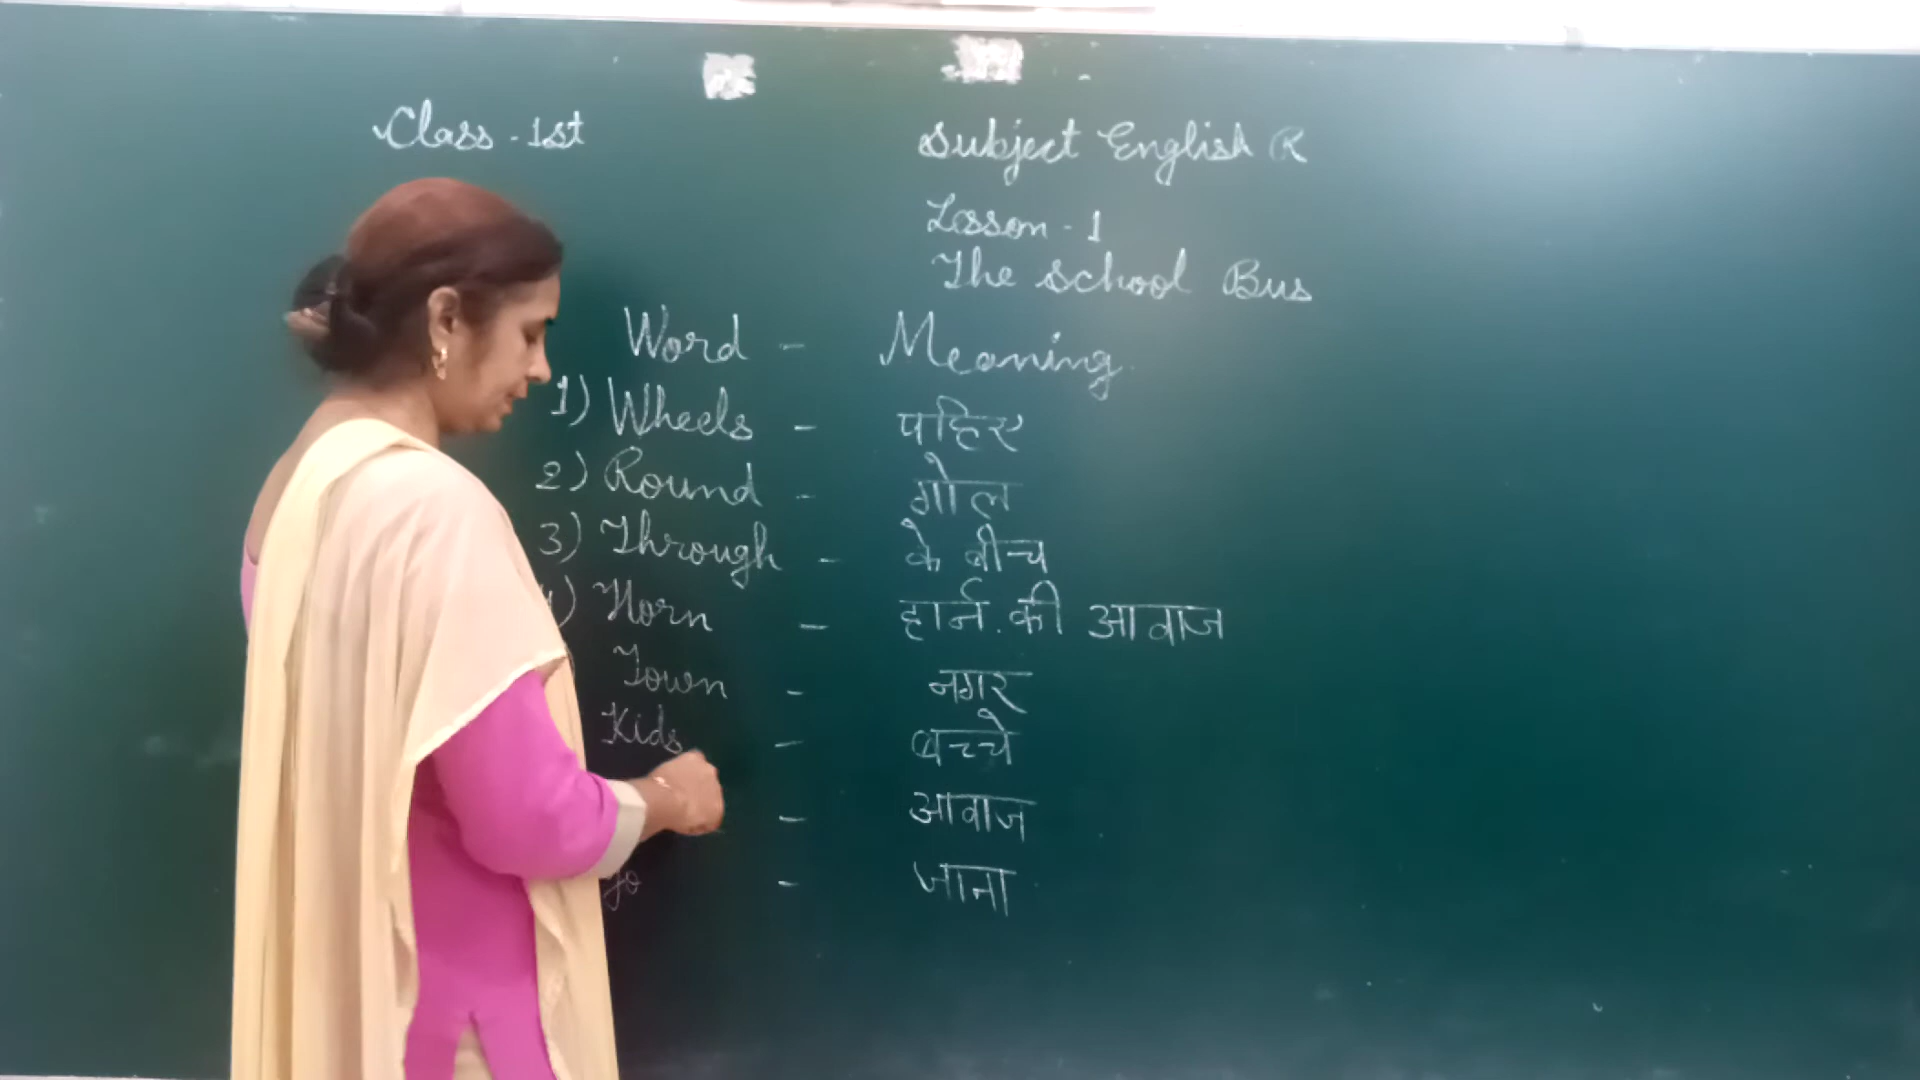 Class - 1st
Subject English R
Lesson - 1
The School Bus
Word - Meaning
1) Wheels - पहिए
2) Round - गोल
3) Through - के बीच
4) Horn - हार्न की आवाज
Town - नगर
Kids - बच्चे
- आवाज
go - जाना